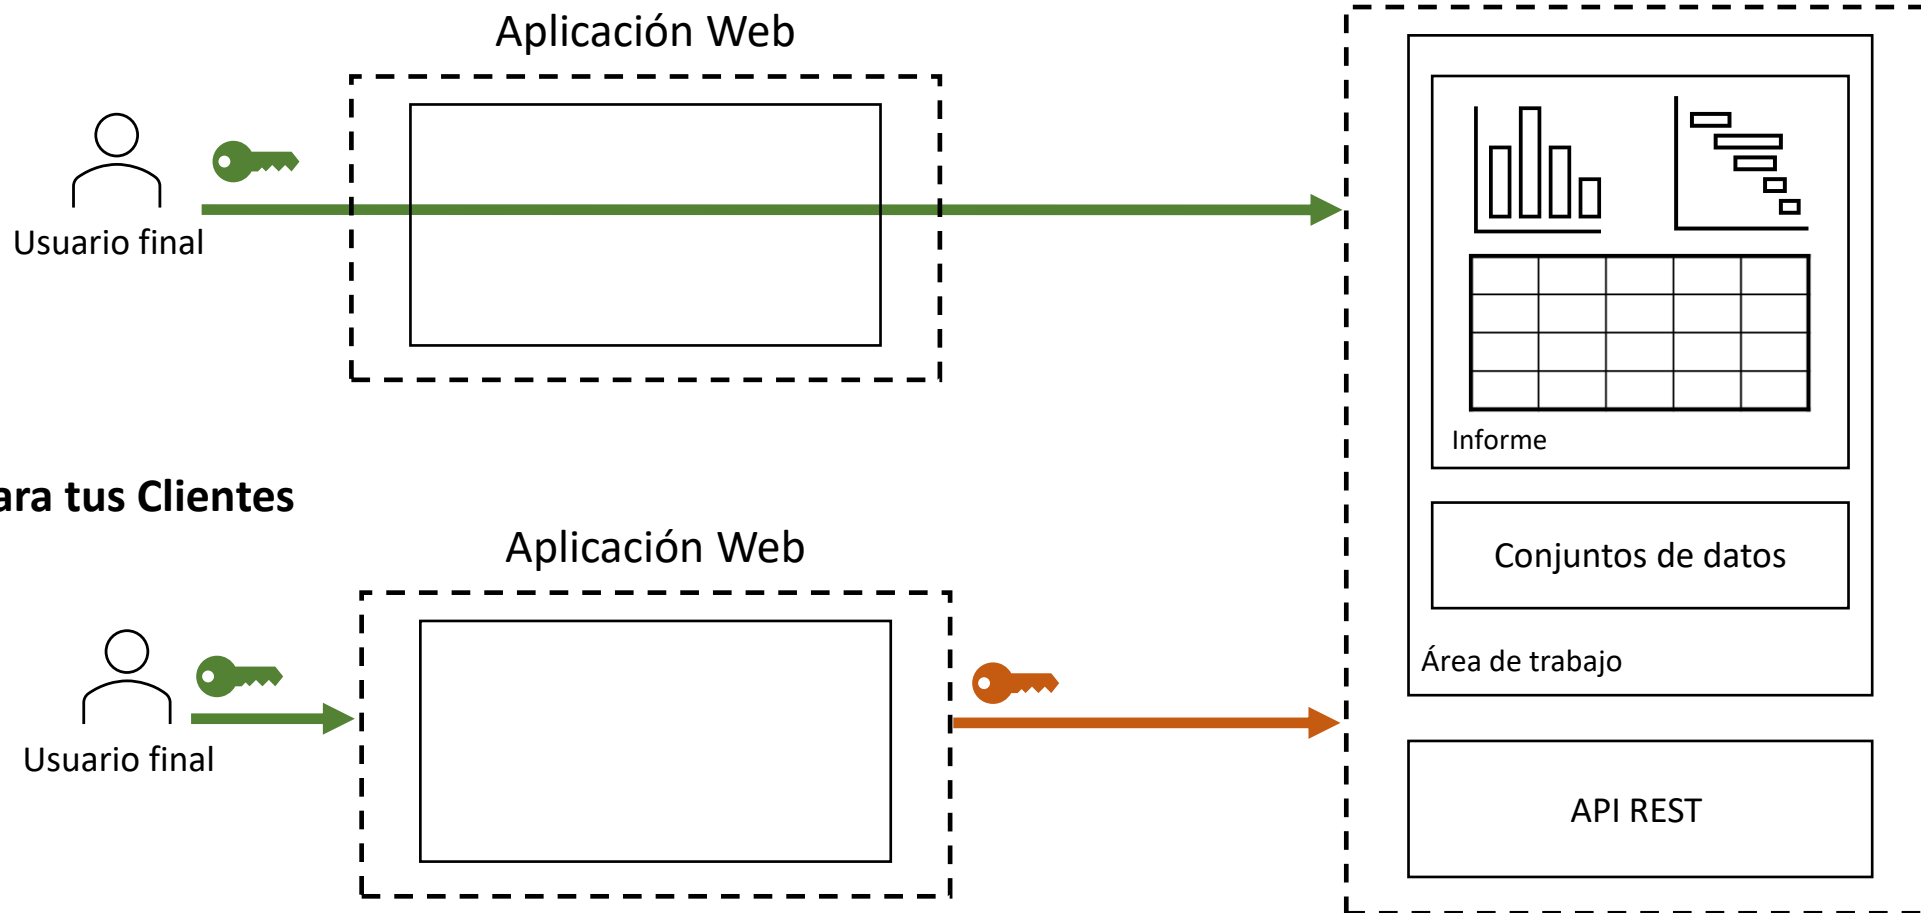 Aplicación Web
Usuario final
Informe
ara tus Clientes
Aplicación Web
Conjuntos de datos
Área de trabajo
Usuario final
API REST